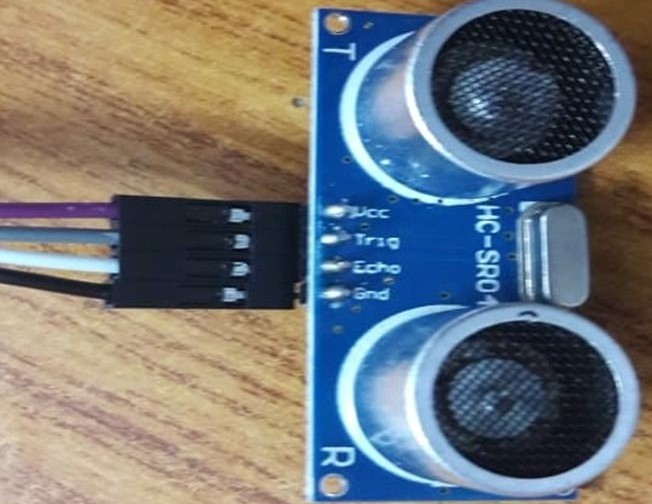 T
Vcc
Trig
Echo
Gnd
HC-SR04
R